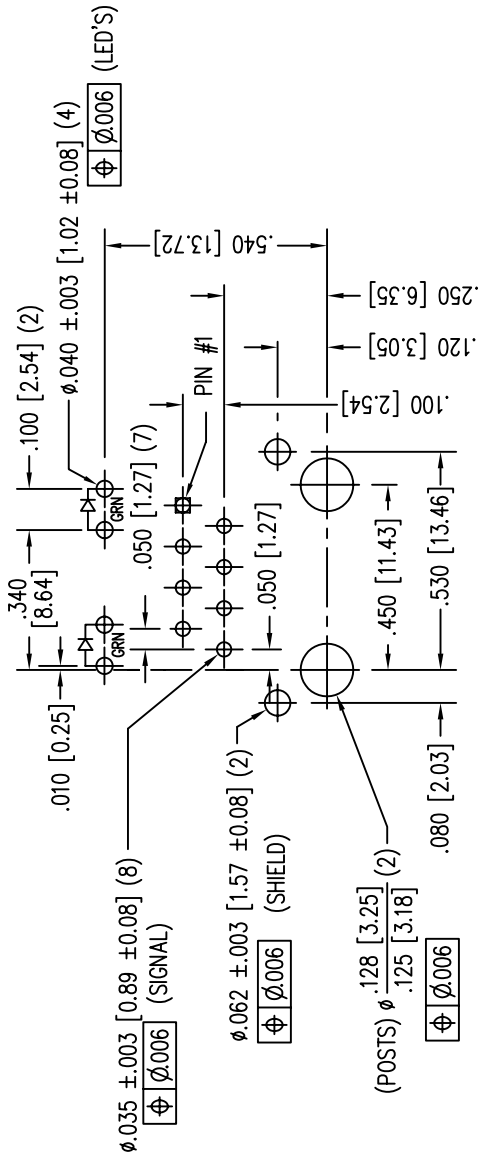 .100 [2.54] (2)
ø.040 ±.003 [1.02 ±0.08] (4)
⌖ Ø.006 (LED'S)
.340
[8.64]
.010 [0.25]
GRN
GRN
.540 [13.72]
.050 [1.27] (7)
PIN #1
.250 [6.35]
.120 [3.05]
.100 [2.54]
ø.035 ±.003 [0.89 ±0.08] (8)
⌖ Ø.006 (SIGNAL)
.050 [1.27]
ø.062 ±.003 [1.57 ±0.08] (2)
⌖ Ø.006 (SHIELD)
.450 [11.43]
.530 [13.46]
.080 [2.03]
(POSTS) ø .128 [3.25] (2)
.125 [3.18]
⌖ Ø.006